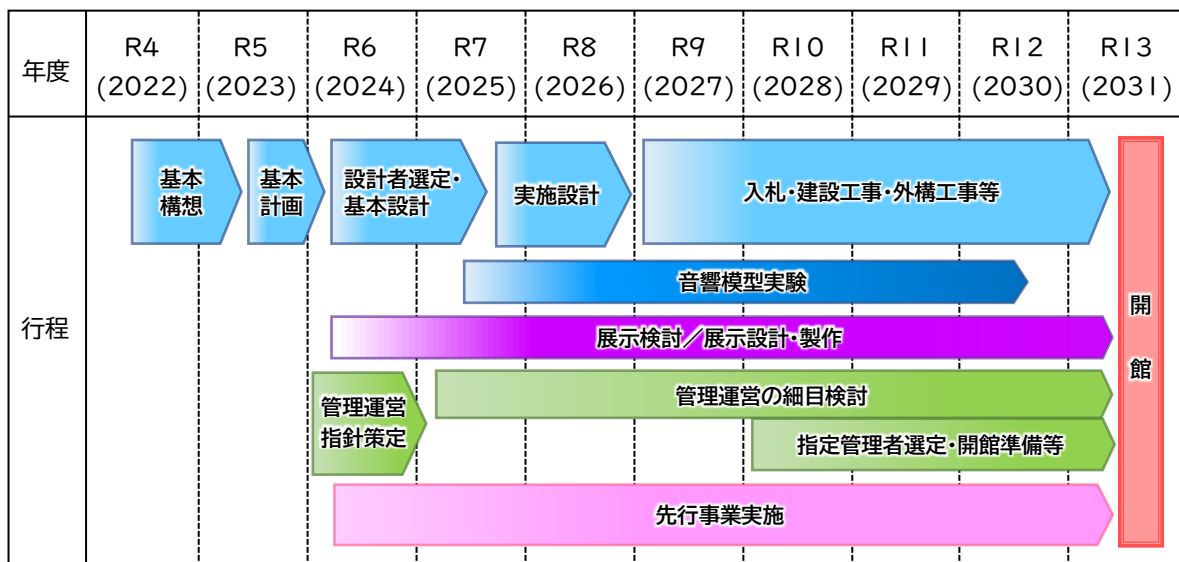 年度
R4
(2022)
R5
(2023)
R6
(2024)
R7
(2025)
R8
(2026)
R9
(2027)
R10
(2028)
R11
(2029)
R12
(2030)
R13
(2031)
行程
基本
構想
基本
計画
設計者選定・
基本設計
実施設計
入札・建設工事・外構工事等
音響模型実験
展示検討／展示設計・製作
管理運営
指針策定
管理運営の細目検討
指定管理者選定・開館準備等
先行事業実施
開
館